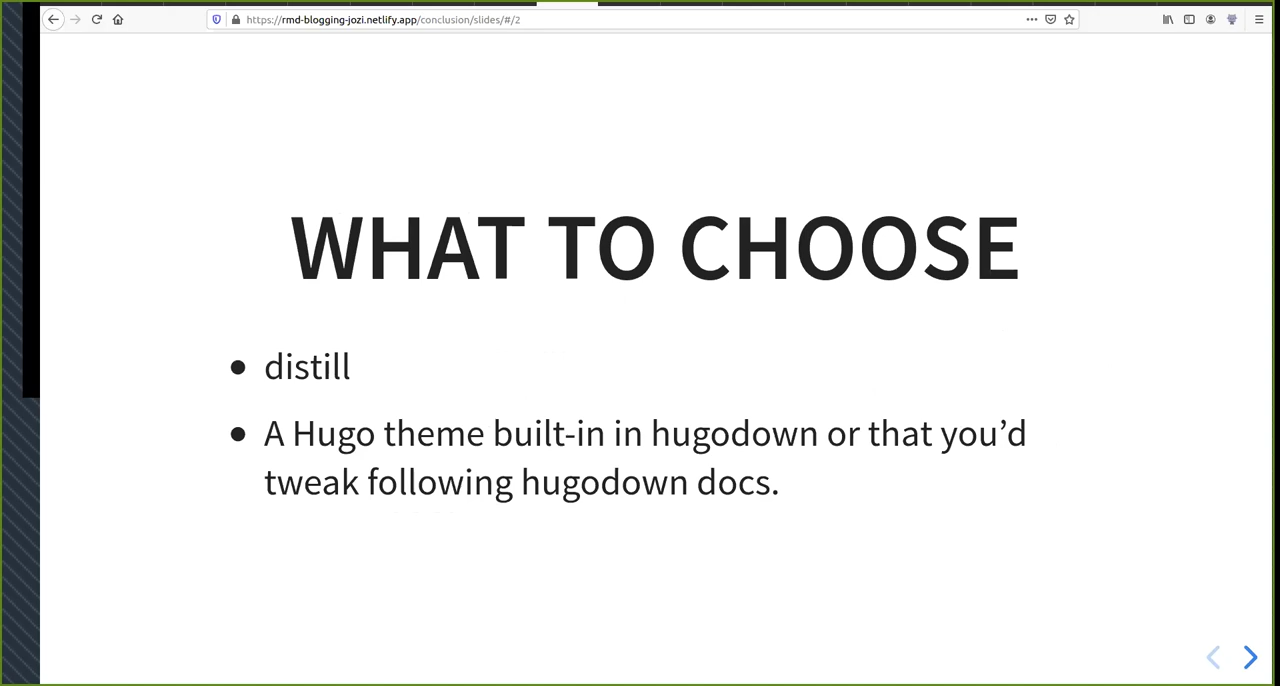 https://rmd-blogging-jozi.netlify.app/conclusion/slides/#/2
WHAT TO CHOOSE
• distill
• A Hugo theme built-in in hugodown or that you’d
tweak following hugodown docs.